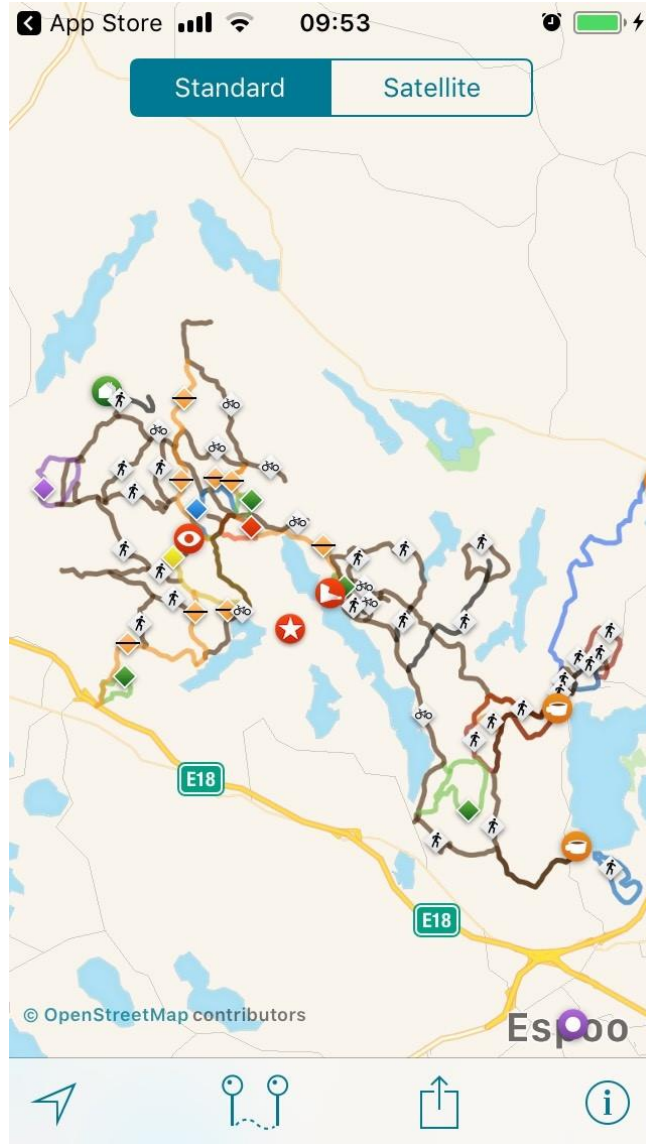 App Store
09:53
Standard
Satellite
E18
E18
© OpenStreetMap contributors
Espoo